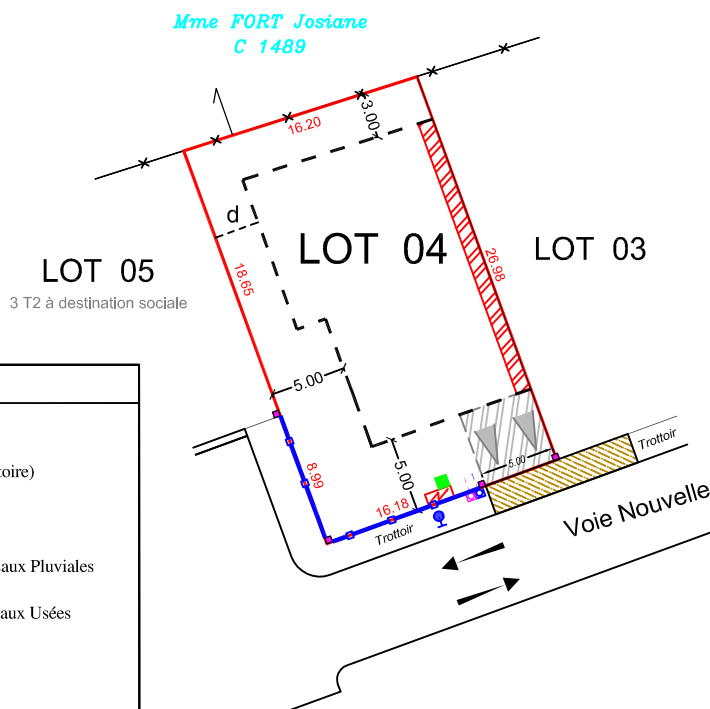 Mme FORT Josiane
C 1489
16.20
3.00
d
LOT 04
LOT 03
LOT 05
3 T2 à destination sociale
18.65
26.98
5.00
8.99
5.00
16.18
5.00
Trottoir
Trottoir
Voie Nouvelle
toire)
aux Pluviales
aux Usées